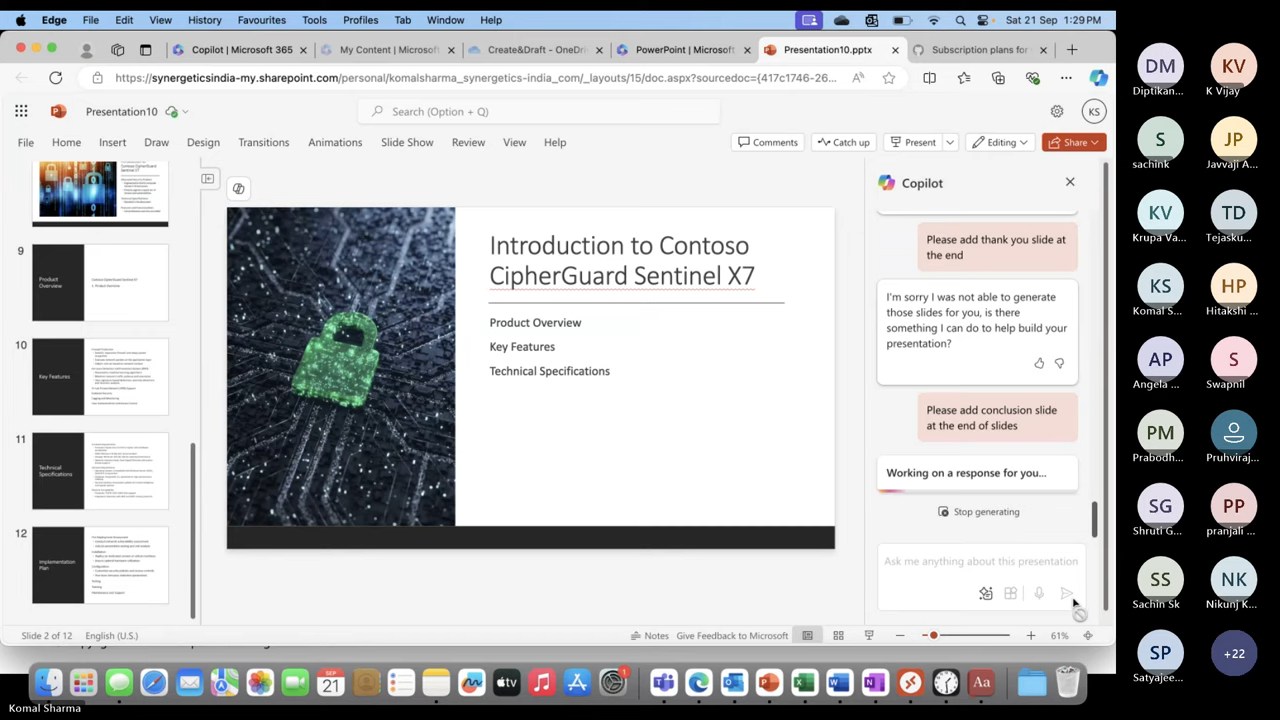 Edge File Edit View History Favourites Tools Profiles Tab Window Help
Sat 21 Sep 1:29 PM
Copilot | Microsoft 365
My Content | Microsoft
Create&Draft - OneDri
PowerPoint | Microsoft
Presentation10.pptx
Subscription plans for
https://synergeticsindia-my.sharepoint.com/personal/komalsharma_synergetics-india_com/_layouts/15/doc.aspx?sourcedoc={417c1746-26...
Presentation10
Search (Option + Q)
KS
File Home Insert Draw Design Transitions Animations Slide Show Review View Help
Comments
Catch up
Present
Editing
Share
9
Product Overview
10
Key Features
11
Technical Specifications
12
Implementation Plan
Introduction to Contoso
CipherGuard Sentinel X7
Product Overview
Key Features
Technical Specifications
Copilot
Please add thank you slide at
the end
I'm sorry I was not able to generate
those slides for you, is there
something I can do to help build your
presentation?
Please add conclusion slide
at the end of slides
Working on a response for you...
Stop generating
Ask me anything about this presentation
Slide 2 of 12
English (U.S.)
Notes
Give Feedback to Microsoft
61%
SEP
21
1
tv
Aa
Komal Sharma
DM
Diptikan...
KV
K Vijay
S
sachink
JP
Javvaji A...
KV
Krupa Va...
TD
Tejasku...
KS
Komal S...
HP
Hitakshi ...
AP
Angela ...
S
Swapnil
PM
Prabodh...
Pruhviraj...
SG
Shruti G...
PP
pranjali ...
SS
Sachin Sk
NK
Nikunj K...
SP
Satyajee...
+22